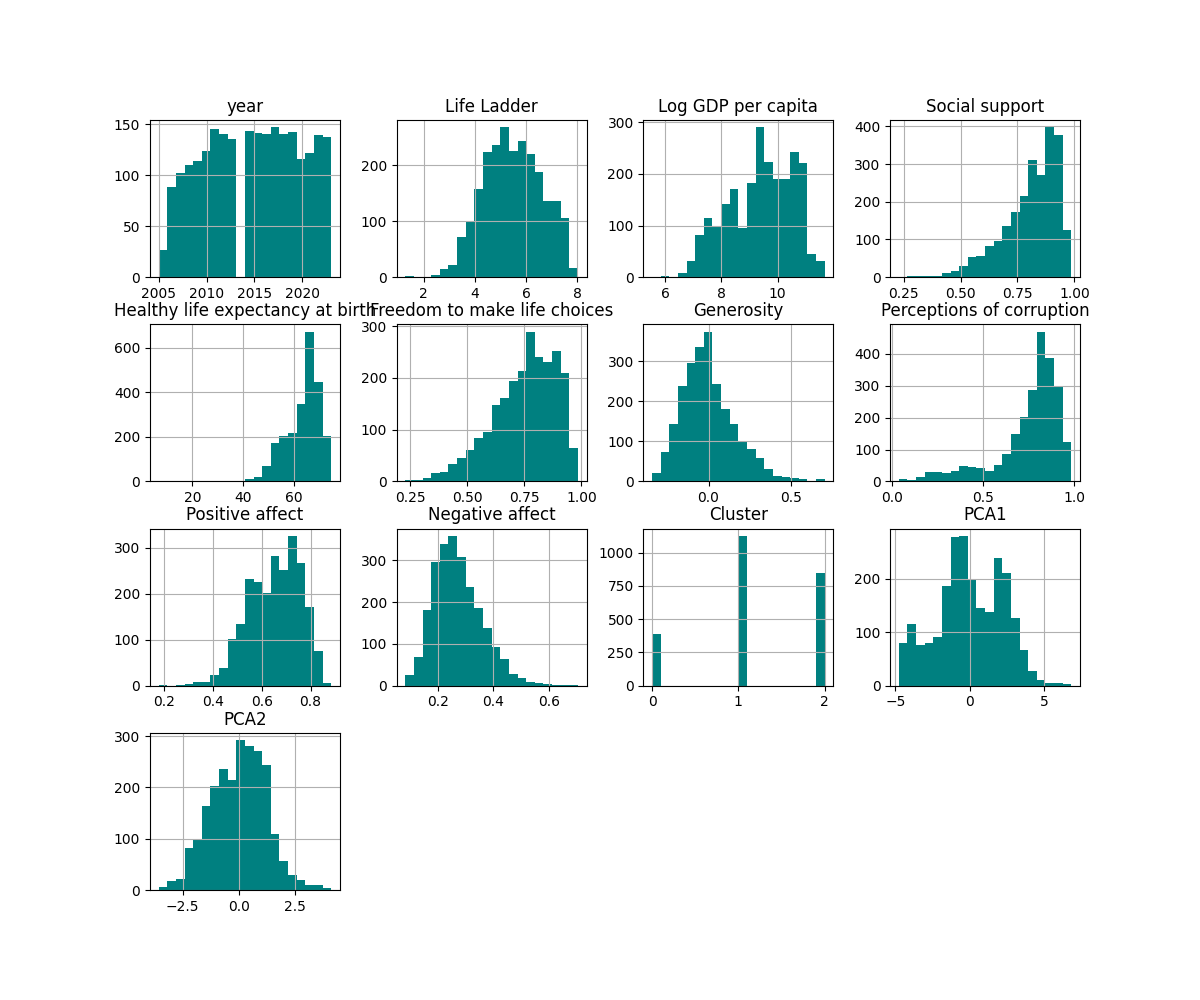 year Life Ladder Log GDP per capita Social support
150 300 400
100 200 200 300
50 100 100 200
0 0 0 100
0
2005 2010 2015 2020 2 4 6 8 6 8 10 0.25 0.50 0.75 1.00
Healthy life expectancy at birth Freedom to make life choices Generosity Perceptions of corruption
600 300 300 400
400 200 200 300
200 100 100 200
0 0 0 100
0
20 40 60 0.25 0.50 0.75 1.00 0.0 0.5 0.0 0.5 1.0
Positive affect Negative affect Cluster PCA1
300 300 1000 200
200 200 750 100
100 100 500 0
0 0 250
0
0.2 0.4 0.6 0.8 0.2 0.4 0.6 0 1 2 −5 0 5
PCA2
300
200
100
0
−2.5 0.0 2.5